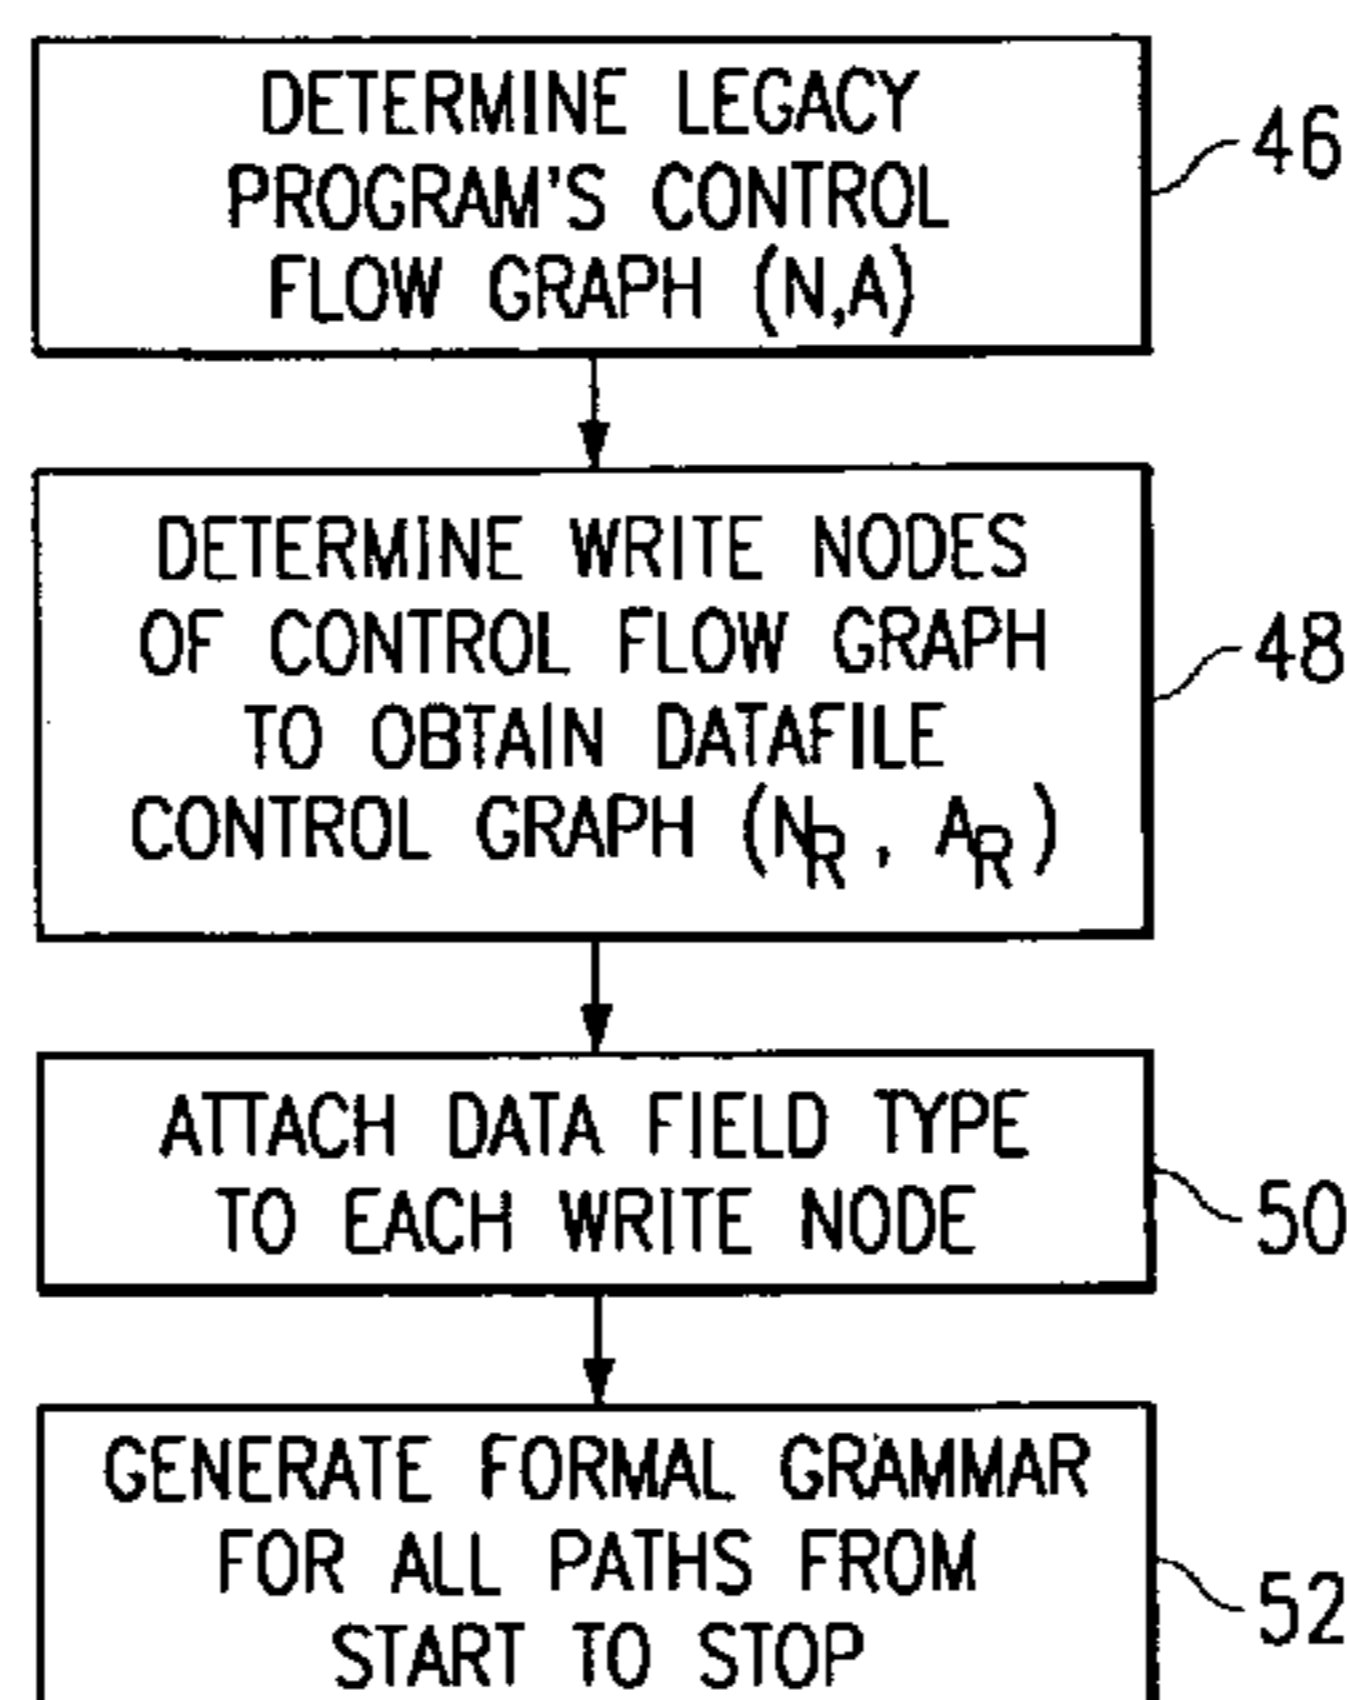 DETERMINE LEGACY
PROGRAM'S CONTROL
FLOW GRAPH (N,A)
46
DETERMINE WRITE NODES
OF CONTROL FLOW GRAPH
TO OBTAIN DATAFILE
CONTROL GRAPH (N_R, A_R)
48
ATTACH DATA FIELD TYPE
TO EACH WRITE NODE
50
GENERATE FORMAL GRAMMAR
FOR ALL PATHS FROM
START TO STOP
52